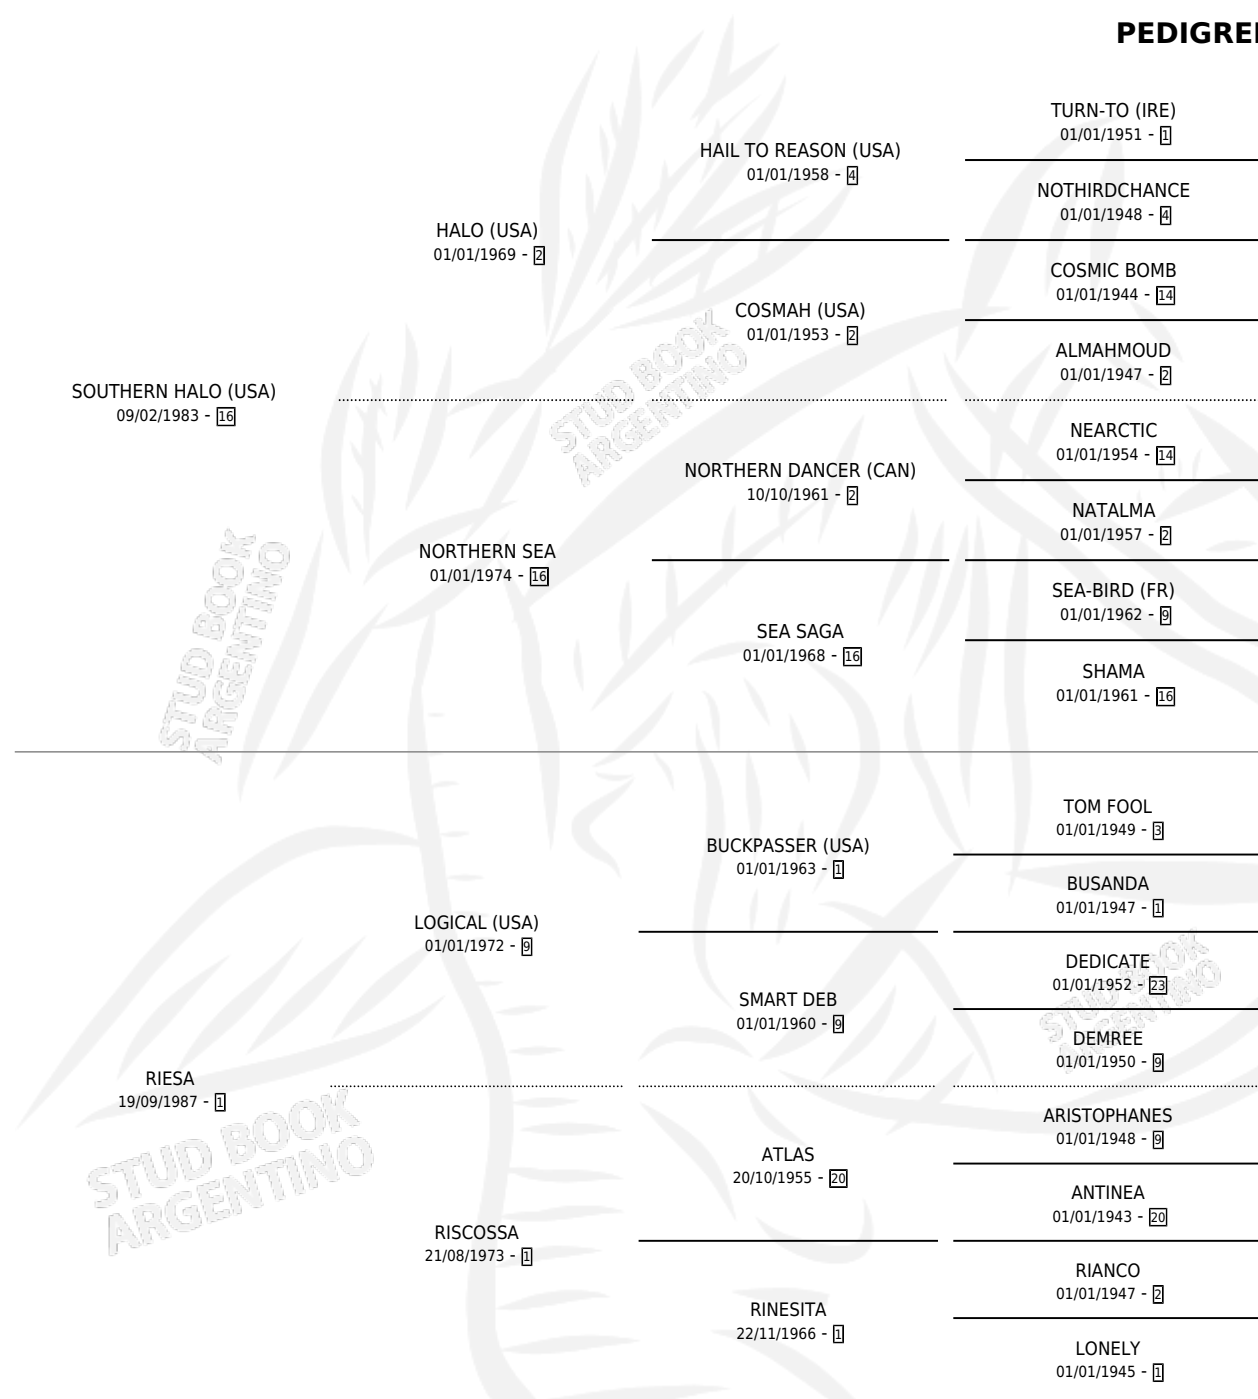 PEDIGREE
TURN-TO (IRE)
01/01/1951 - 1
HAIL TO REASON (USA)
01/01/1958 - 4
NOTHIRDCHANCE
01/01/1948 - 4
HALO (USA)
01/01/1969 - 2
COSMIC BOMB
01/01/1944 - 14
COSMAH (USA)
01/01/1953 - 2
ALMAHMOUD
01/01/1947 - 2
SOUTHERN HALO (USA)
09/02/1983 - 16
STUD BOOK
ARGENTINO
NEARCTIC
01/01/1954 - 14
NORTHERN DANCER (CAN)
10/10/1961 - 2
NATALMA
01/01/1957 - 2
NORTHERN SEA
01/01/1974 - 16
SEA-BIRD (FR)
01/01/1962 - 9
SEA SAGA
01/01/1968 - 16
SHAMA
01/01/1961 - 16
STUD BOOK
ARGENTINO
TOM FOOL
01/01/1949 - 3
BUCKPASSER (USA)
01/01/1963 - 1
BUSANDA
01/01/1947 - 1
LOGICAL (USA)
01/01/1972 - 9
DEDICATE
01/01/1952 - 23
SMART DEB
01/01/1960 - 9
DEMREE
01/01/1950 - 9
STUD BOOK
ARGENTINO
RIESA
19/09/1987 - 1
ARISTOPHANES
01/01/1948 - 9
ATLAS
20/10/1955 - 20
ANTINEA
01/01/1943 - 20
STUD BOOK
ARGENTINO
RISCOSSA
21/08/1973 - 1
RIANCO
01/01/1947 - 2
RINESITA
22/11/1966 - 1
LONELY
01/01/1945 - 1